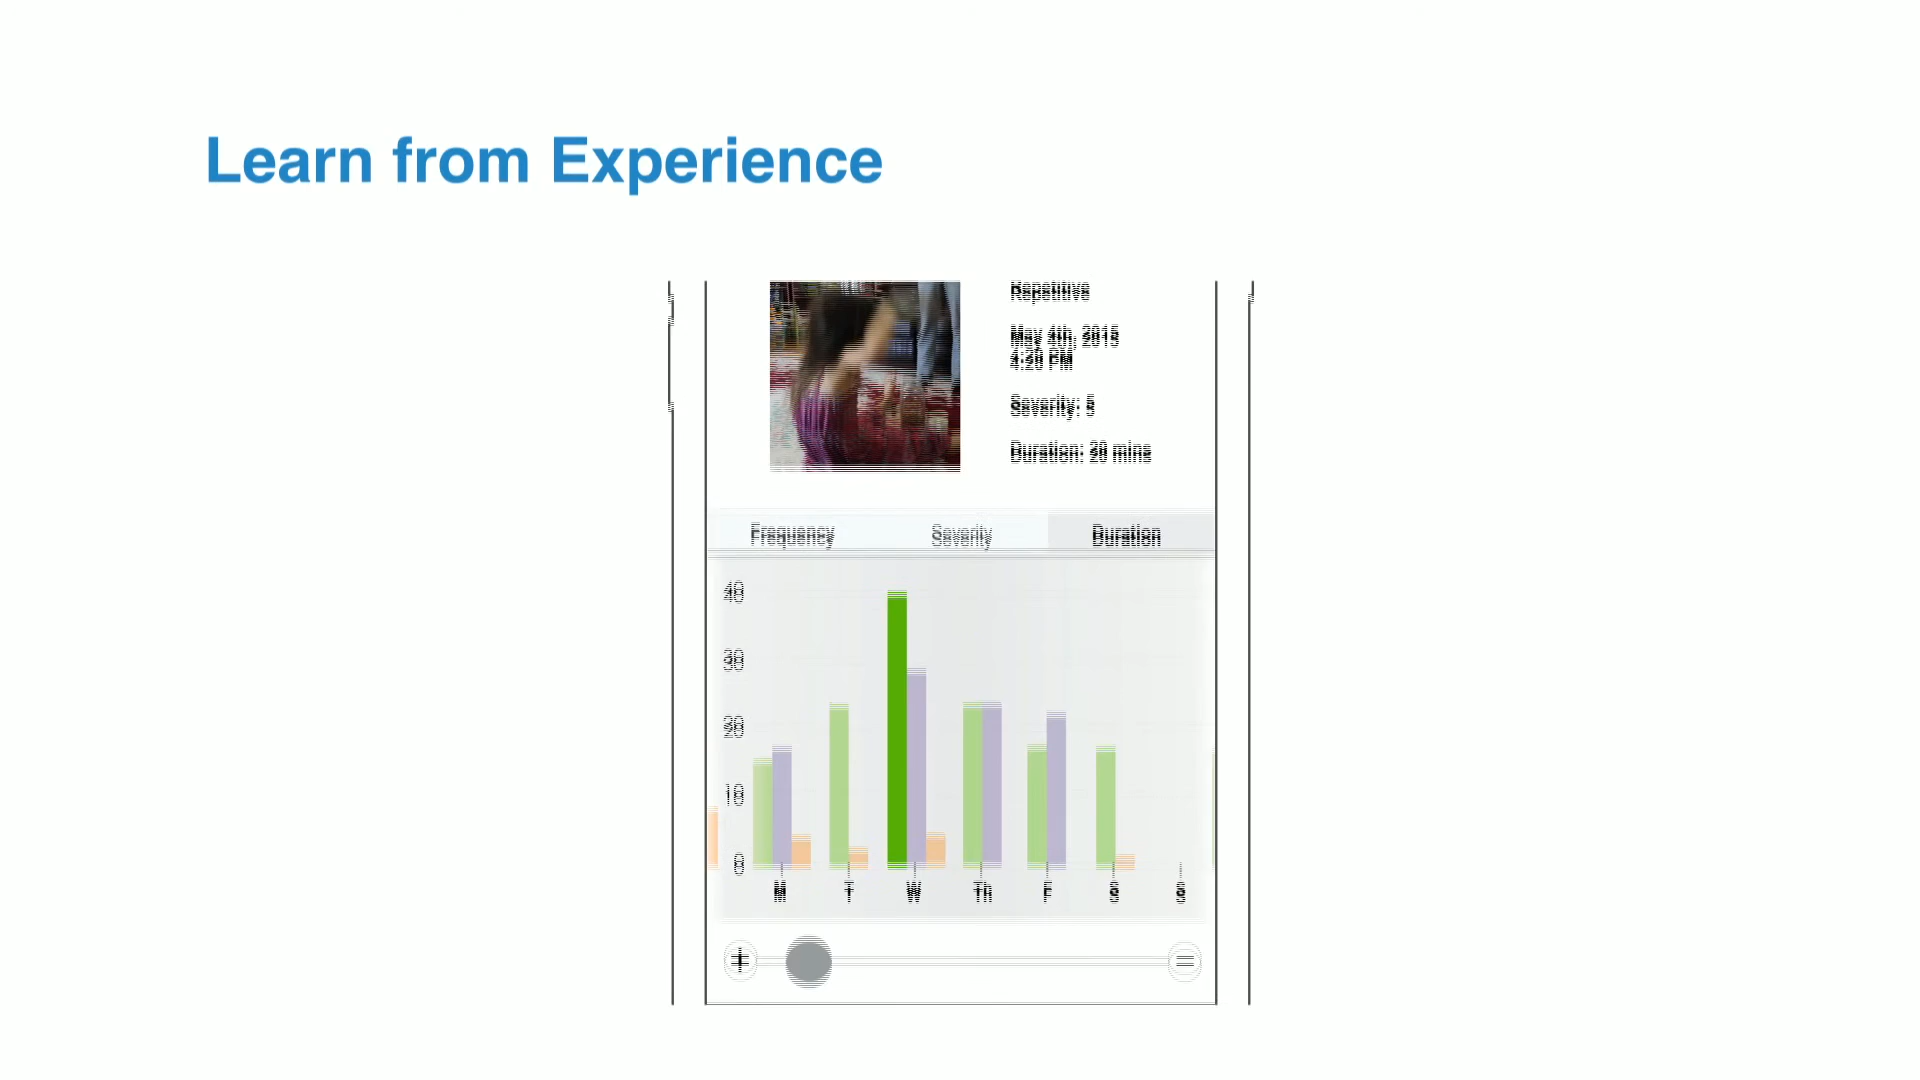 Learn from Experience
Repetitive
May 4th, 2015
4:20 PM
Severity: 5
Duration: 20 mins
Frequency Severity Duration
40
30
20
10
0
M T W Th F S S